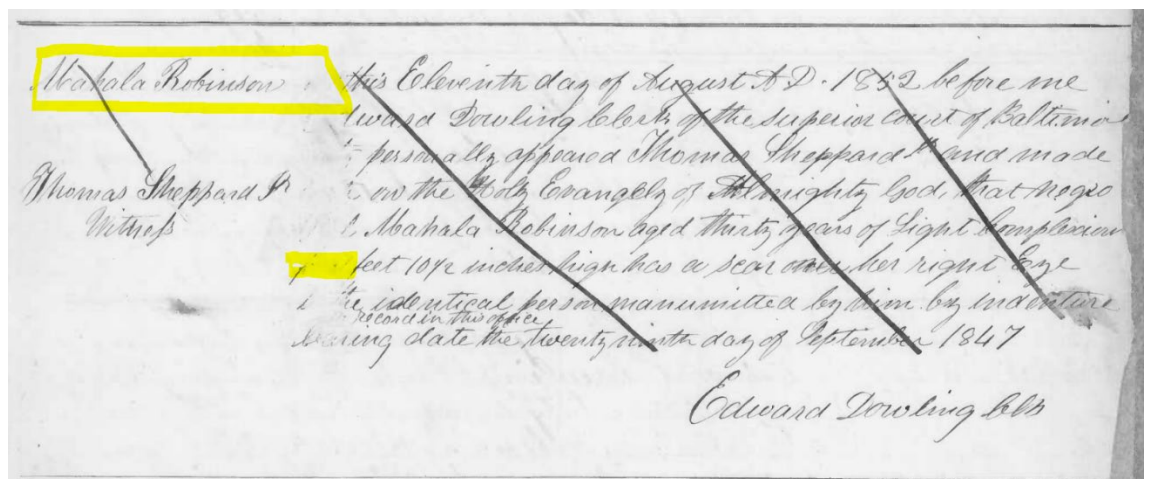 Mahala Robinson
this Eleventh day of August A.D. 1852 before me
Edward Dowling Clerk of the superior Court of Baltimore
personally appeared Thomas Sheppard Jr and made
Thomas Sheppard Jr
on the Holy Evangely of Almighty God, that negro
Witness
Mahala Robinson aged thirty years of Light Complexion
feet 10 1/2 inches high has a scar over her right Eye
the identical person manumitted by him by indenture
record in this office
bearing date the twenty ninth day of September 1847
Edward Dowling Clk